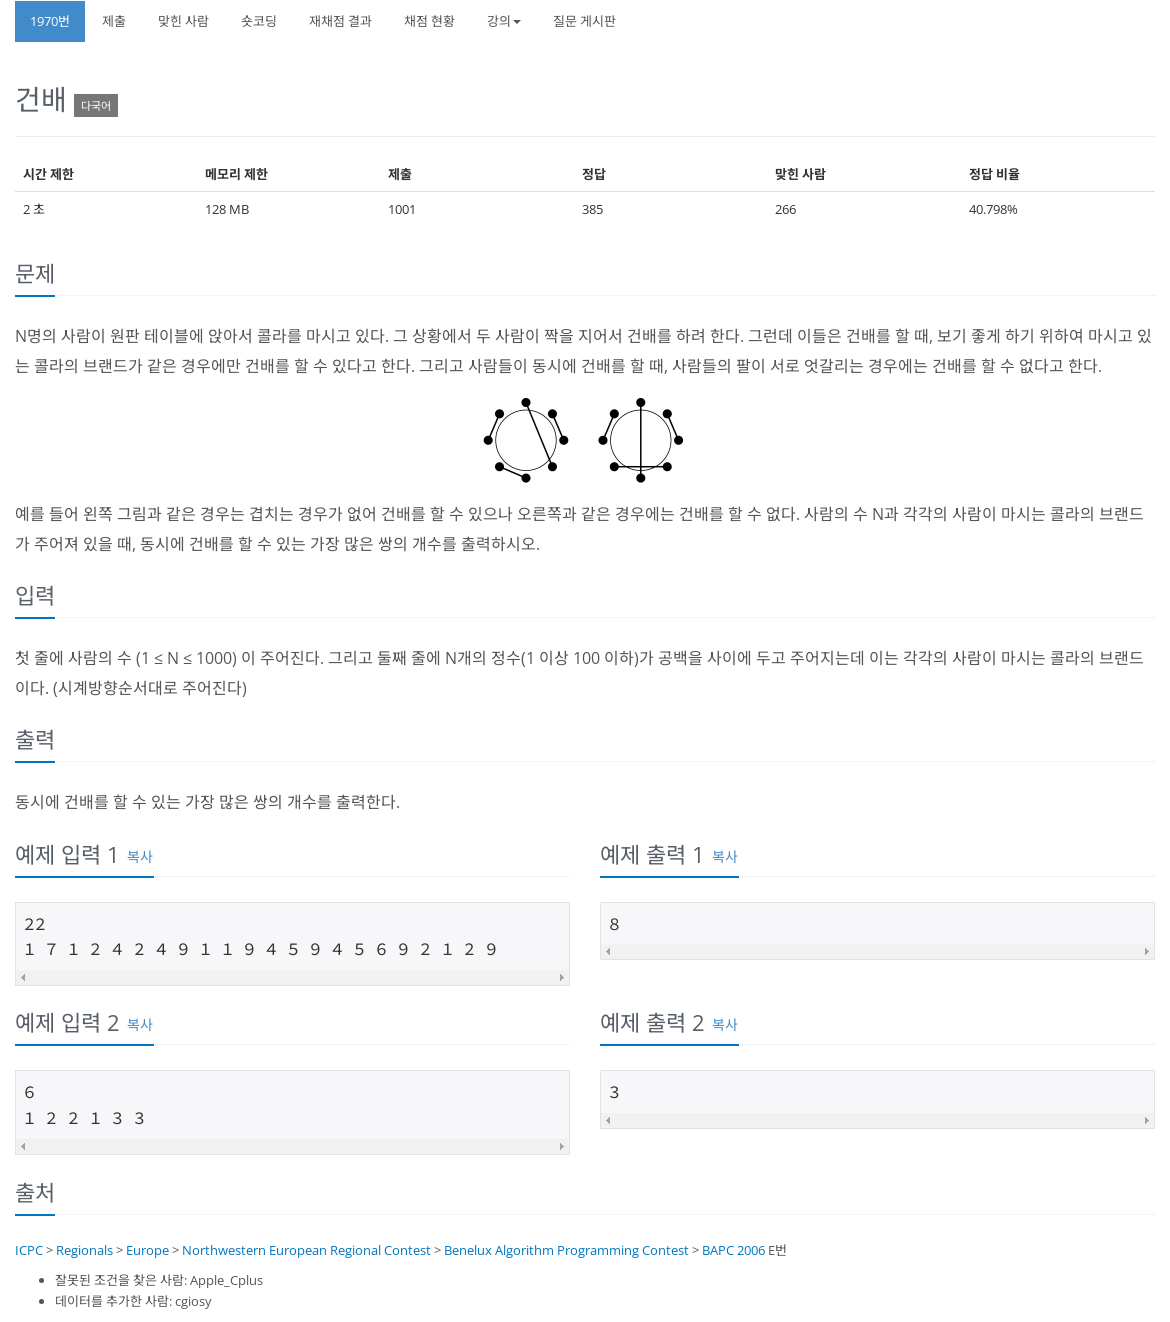 1970번 제출 맞힌 사람 숏코딩 재채점 결과 채점 현황 강의 질문 게시판
건배 다국어
시간 제한 메모리 제한 제출 정답 맞힌 사람 정답 비율
2 초 128 MB 1001 385 266 40.798%
문제
N명의 사람이 원판 테이블에 앉아서 콜라를 마시고 있다. 그 상황에서 두 사람이 짝을 지어서 건배를 하려 한다. 그런데 이들은 건배를 할 때, 보기 좋게 하기 위하여 마시고 있
는 콜라의 브랜드가 같은 경우에만 건배를 할 수 있다고 한다. 그리고 사람들이 동시에 건배를 할 때, 사람들의 팔이 서로 엇갈리는 경우에는 건배를 할 수 없다고 한다.
예를 들어 왼쪽 그림과 같은 경우는 겹치는 경우가 없어 건배를 할 수 있으나 오른쪽과 같은 경우에는 건배를 할 수 없다. 사람의 수 N과 각각의 사람이 마시는 콜라의 브랜드
가 주어져 있을 때, 동시에 건배를 할 수 있는 가장 많은 쌍의 개수를 출력하시오.
입력
첫 줄에 사람의 수 (1 ≤ N ≤ 1000) 이 주어진다. 그리고 둘째 줄에 N개의 정수(1 이상 100 이하)가 공백을 사이에 두고 주어지는데 이는 각각의 사람이 마시는 콜라의 브랜드
이다. (시계방향순서대로 주어진다)
출력
동시에 건배를 할 수 있는 가장 많은 쌍의 개수를 출력한다.
예제 입력 1 복사
22
1 7 1 2 4 2 4 9 1 1 9 4 5 9 4 5 6 9 2 1 2 9
예제 출력 1 복사
8
예제 입력 2 복사
6
1 2 2 1 3 3
예제 출력 2 복사
3
출처
ICPC > Regionals > Europe > Northwestern European Regional Contest > Benelux Algorithm Programming Contest > BAPC 2006 E번
잘못된 조건을 찾은 사람: Apple_Cplus
데이터를 추가한 사람: cgiosy